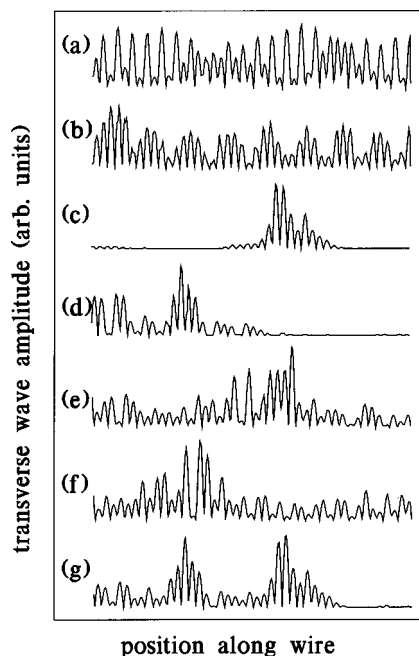 (a)
(b)
(c)
(d)
(e)
(f)
(g)
transverse wave amplitude (arb. units)
position along wire